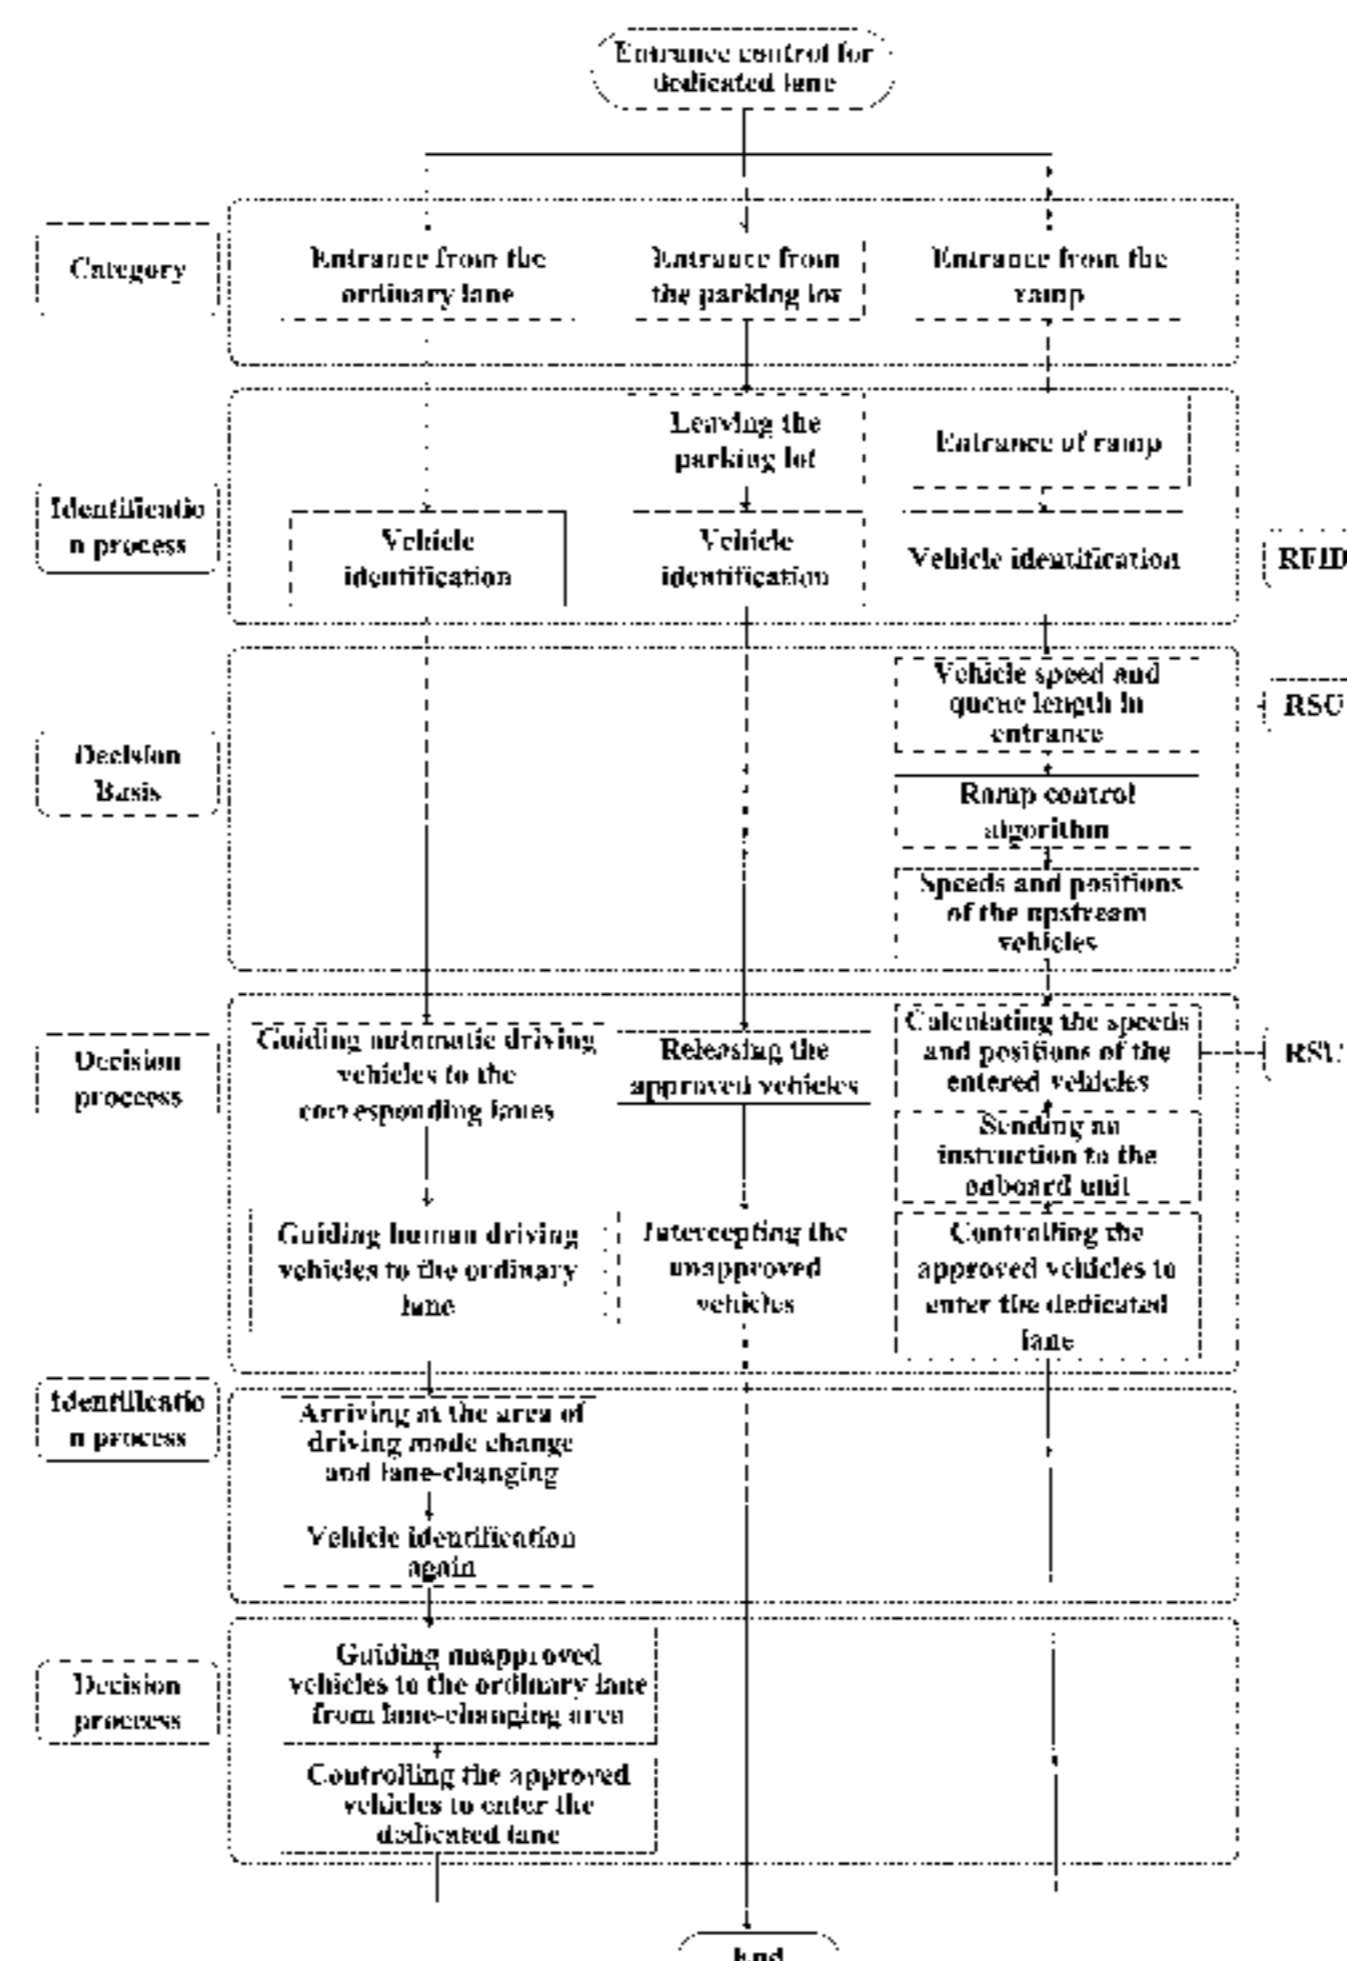 Entrance control for
dedicated lane
Category
Entrance from the
ordinary lane
Entrance from
the parking lot
Entrance from the
ramp
Identificatio
n process
Leaving the
parking lot
Entrance of ramp
Vehicle
identification
Vehicle
identification
Vehicle identification
RFID
Decision
Basis
Vehicle speed and
queue length in
entrance
RSU
Ramp control
algorithm
Speeds and positions
of the upstream
vehicles
Decision
proccess
Guiding automatic driving
vehicles to the
corresponding lanes
Releasing the
approved vehicles
Calculating the speeds
and positions of the
entered vehicles
RSU
Sending an
instruction to the
onboard unit
Guiding human driving
vehicles to the ordinary
lane
Intercepting the
unapproved
vehicles
Controlling the
approved vehicles to
enter the dedicated
lane
Identificatio
n process
Arriving at the area of
driving mode change
and lane-changing
Vehicle identification
again
Decision
proccess
Guiding unapproved
vehicles to the ordinary lane
from lane-changing area
Controlling the approved
vehicles to enter the
dedicated lane
End